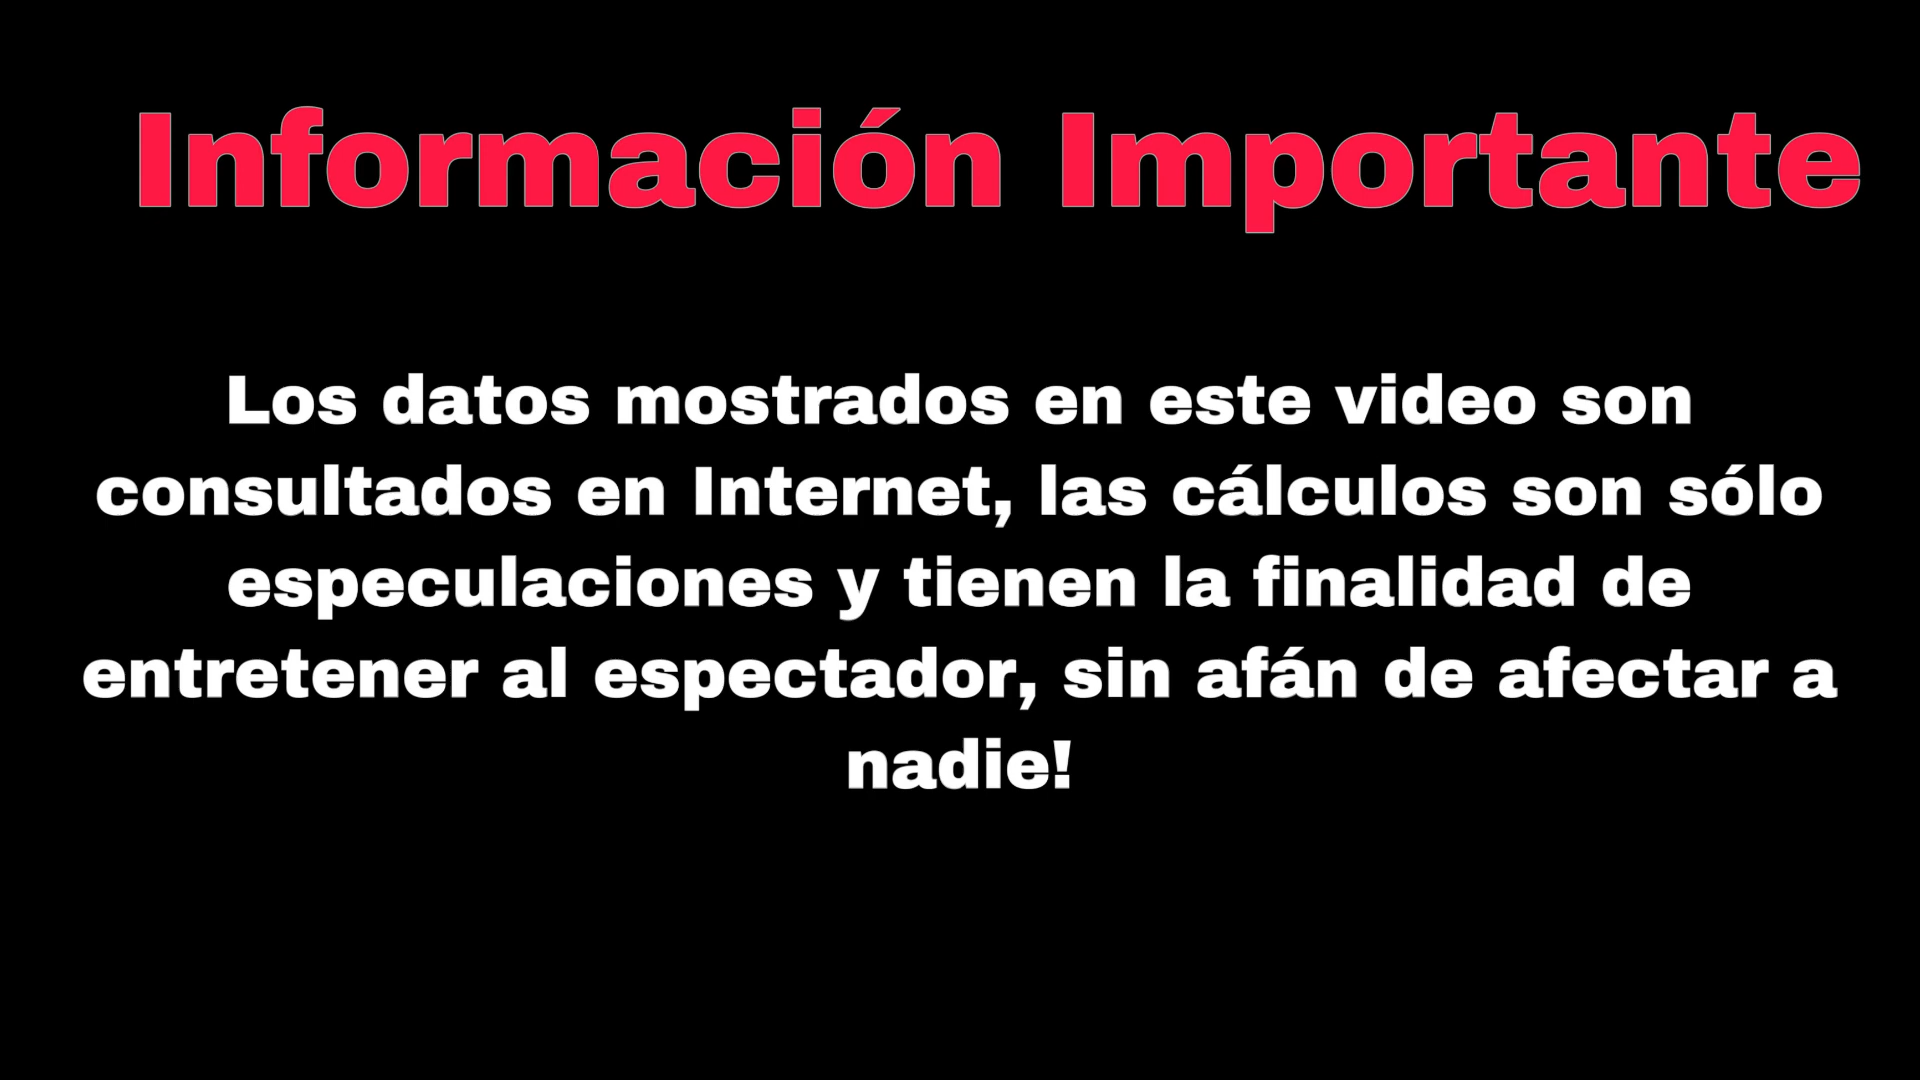 Información Importante
Los datos mostrados en este video son
consultados en Internet, las cálculos son sólo
especulaciones y tienen la finalidad de
entretener al espectador, sin afán de afectar a
nadie!